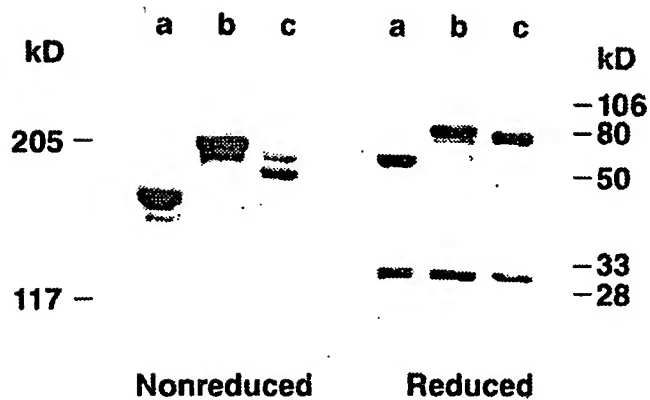 a b c
kD
205 –
117 –
Nonreduced
a b c
kD
– 106
– 80
– 50
– 33
– 28
Reduced